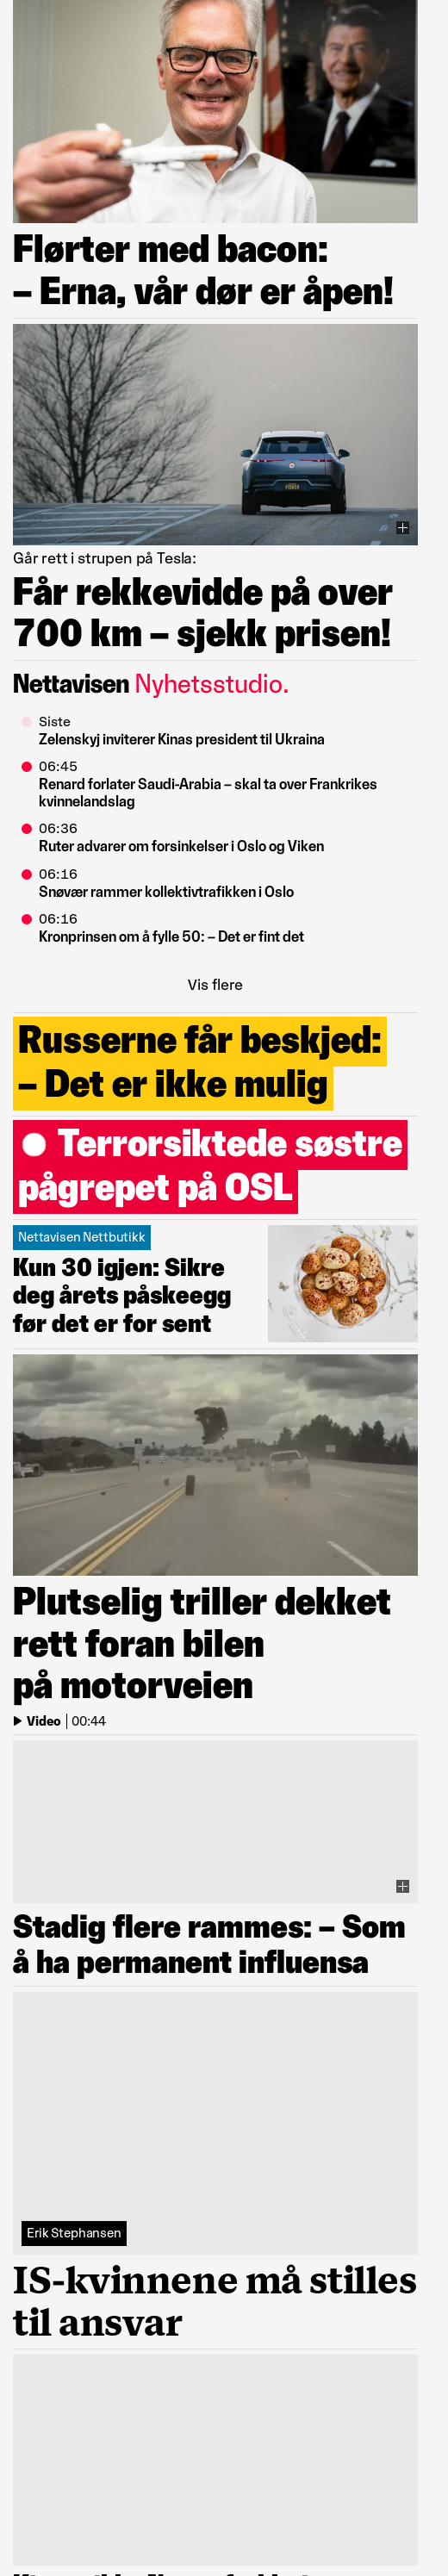 Flørter med bacon:
– Erna, vår dør er åpen!
Går rett i strupen på Tesla:
Får rekkevidde på over
700 km – sjekk prisen!
Nettavisen Nyhetsstudio.
Siste
Zelenskyj inviterer Kinas president til Ukraina
06:45
Renard forlater Saudi-Arabia – skal ta over Frankrikes
kvinnelandslag
06:36
Ruter advarer om forsinkelser i Oslo og Viken
06:16
Snøvær rammer kollektivtrafikken i Oslo
06:16
Kronprinsen om å fylle 50: – Det er fint det
Vis flere
Russerne får beskjed:
– Det er ikke mulig
Terrorsiktede søstre
pågrepet på OSL
Nettavisen Nettbutikk
Kun 30 igjen: Sikre
deg årets påskeegg
før det er for sent
Plutselig triller dekket
rett foran bilen
på motorveien
Video 00:44
Stadig flere rammes: – Som
å ha permanent influensa
Erik Stephansen
IS-kvinnene må stilles
til ansvar